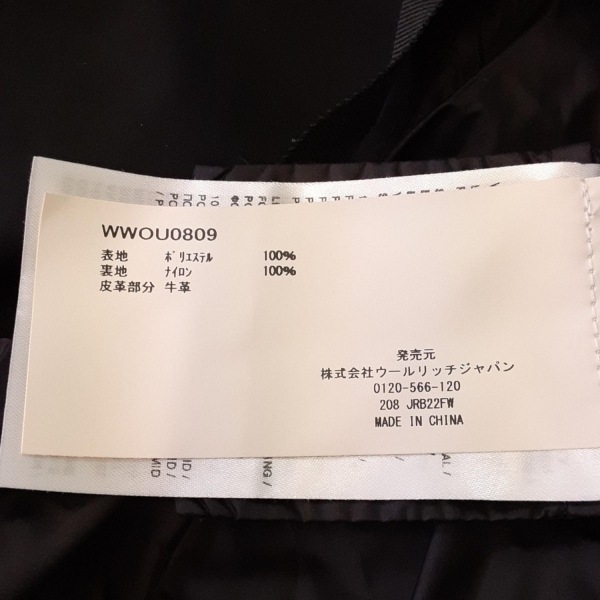 WWOU0809
表地 ポリエステル 100%
裏地 ナイロン 100%
皮革部分 牛革
発売元
株式会社ウールリッチジャパン
0120-566-120
208 JRB22FW
MADE IN CHINA